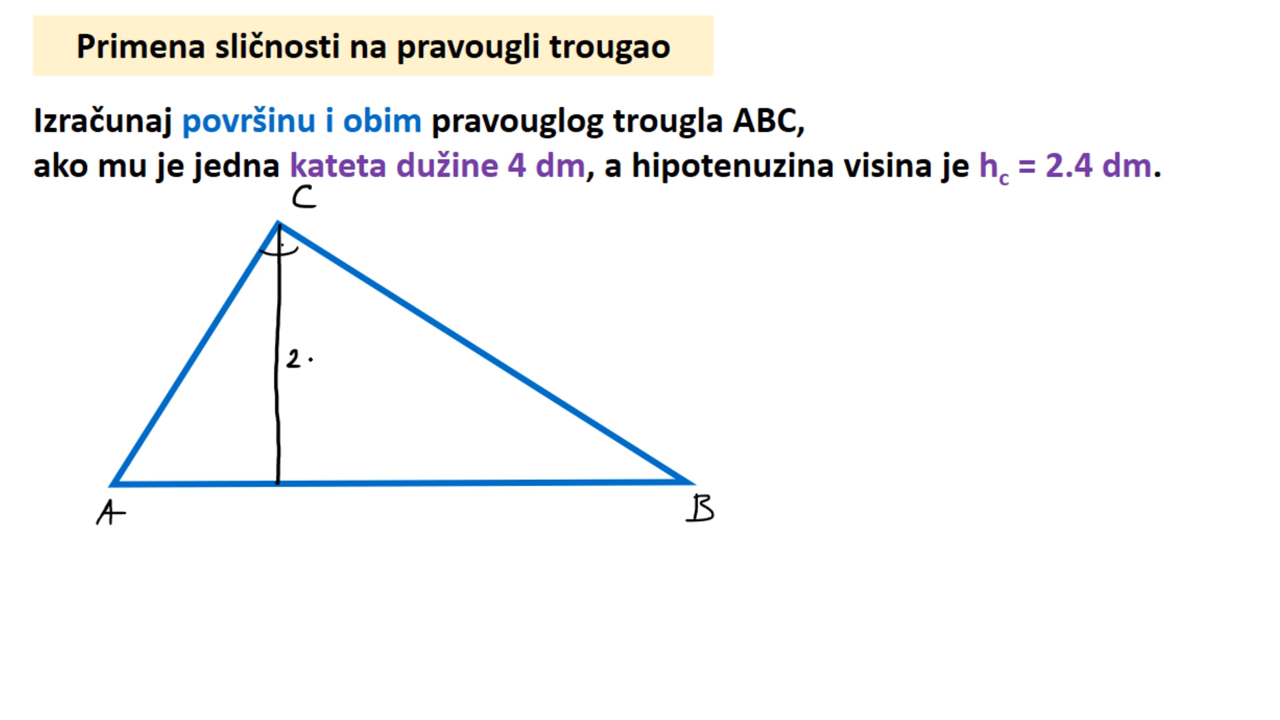 Primena sličnosti na pravougli trougao
Izračunaj površinu i obim pravouglog trougla ABC,
ako mu je jedna kateta dužine 4 dm, a hipotenuzina visina je hc = 2.4 dm.
C
2.
A
B